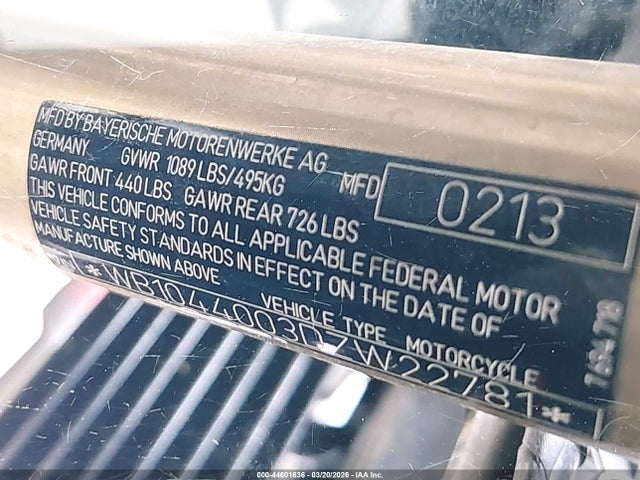 MFD BY BAYERISCHE MOTORENWERKE AG
GERMANY GVWR 1089 LBS/495KG
GAWR FRONT 440 LBS GAWR REAR 726 LBS
MFD 0213
THIS VEHICLE CONFORMS TO ALL APPLICABLE FEDERAL MOTOR
VEHICLE SAFETY STANDARDS IN EFFECT ON THE DATE OF
MANUFACTURE SHOWN ABOVE
VEHICLE TYPE MOTORCYCLE
*WB1044003DZW22781*
000-44601636 - 03/20/2026 - IAA Inc.